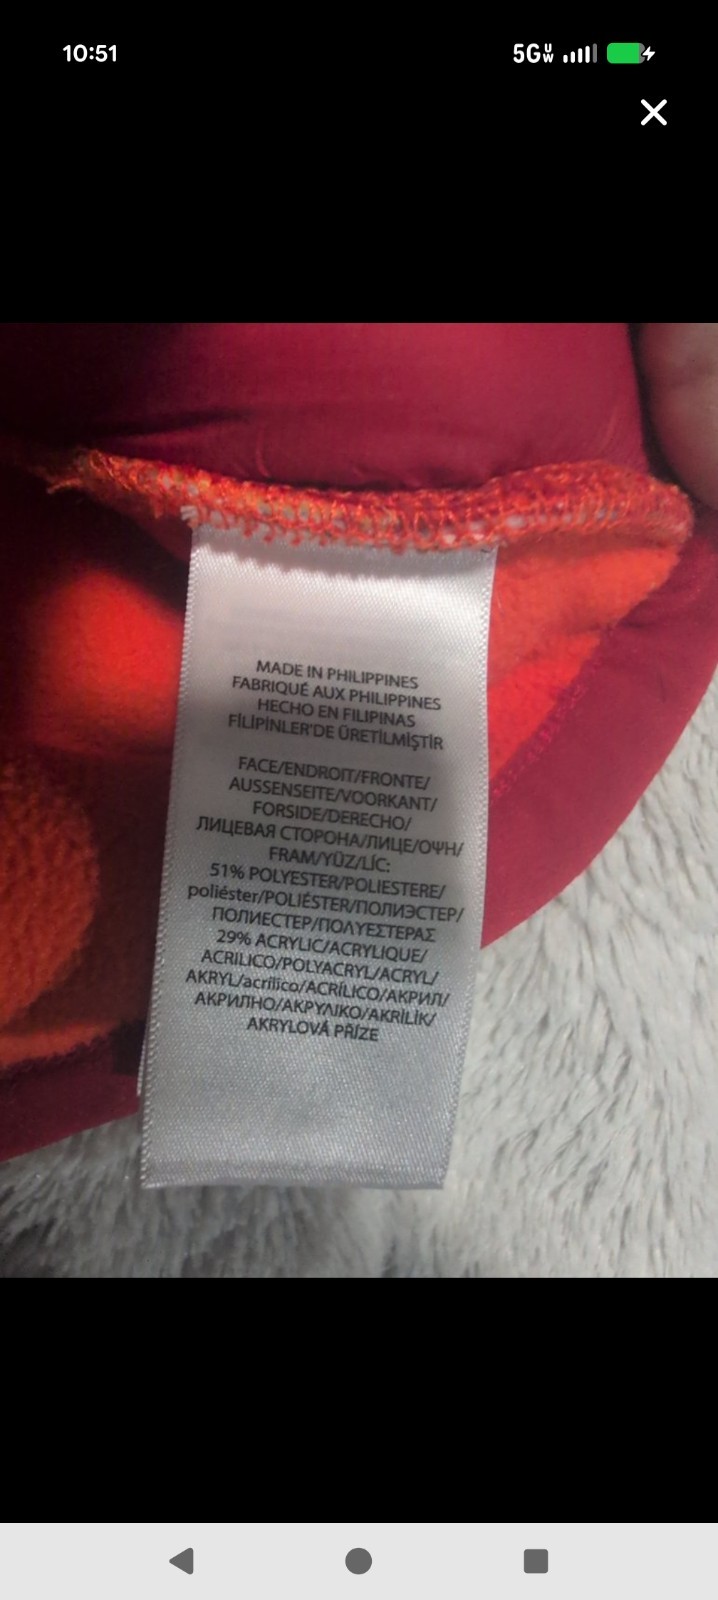 10:51
5G UW
MADE IN PHILIPPINES
FABRIQUÉ AUX PHILIPPINES
HECHO EN FILIPINAS
FİLİPİNLER'DE ÜRETİLMİŞTİR
FACE/ENDROIT/FRONTE/
AUSSENSEITE/VOORKANT/
FORSIDE/DERECHO/
ЛИЦЕВАЯ СТОРОНА/ЛИЦЕ/ΟΨΗ/
FRAM/YÜZ/LÍC:
51% POLYESTER/POLIESTERE/
poliéster/POLIÉSTER/ПОЛИЭСТЕР/
ПОЛИЕСТЕР/ΠΟΛΥΕΣΤΕΡΑΣ
29% ACRYLIC/ACRYLIQUE/
ACRILICO/POLYACRYL/ACRYL/
AKRYL/acrílico/ACRÍLICO/АКРИЛ/
АКРИЛНО/ΑΚΡΥΛΙΚΟ/AKRİLİK/
AKRYLOVÁ PŘÍZE